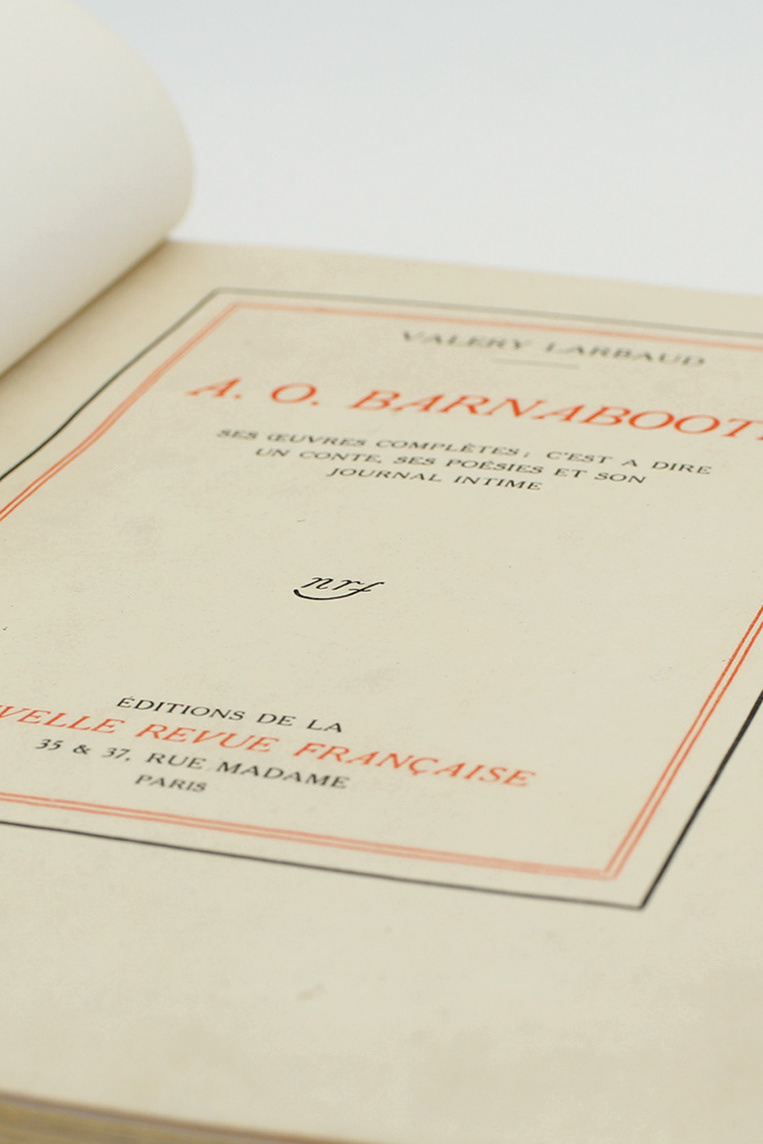 VALERY LARBAUD
A. O. BARNABOOTH
SES ŒUVRES COMPLÈTES ; C'EST A DIRE
UN CONTE, SES POÉSIES ET SON
JOURNAL INTIME
nrf
ÉDITIONS DE LA
VELLE REVUE FRANÇAISE
35 & 37, RUE MADAME
PARIS